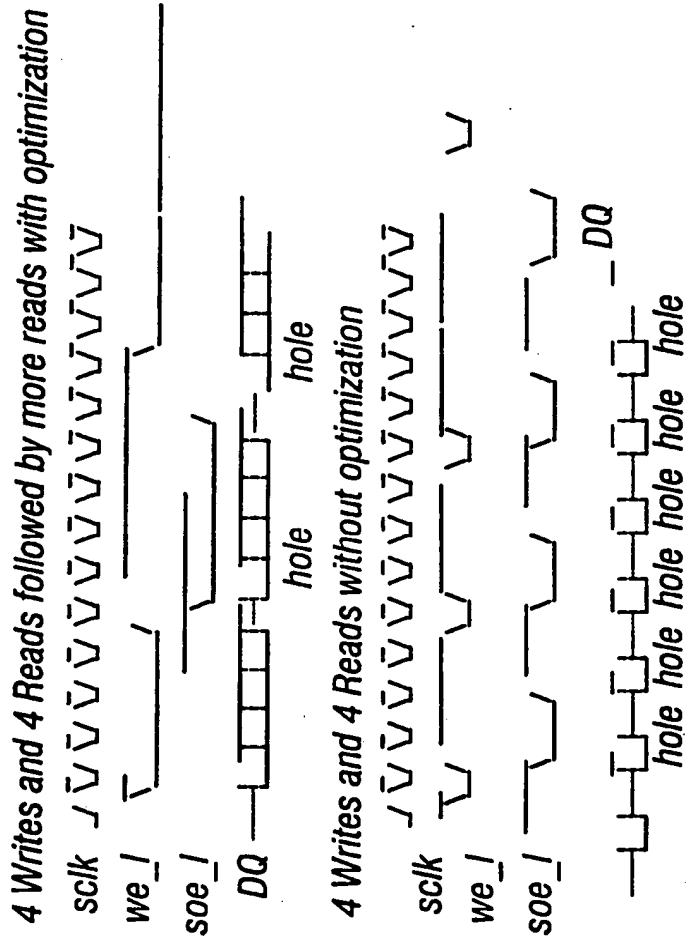 4 Writes and 4 Reads followed by more reads with optimization
sclk
we_l
soe_l
DQ
hole hole
4 Writes and 4 Reads without optimization
sclk
we_l
soe_l
DQ
hole hole hole hole hole hole